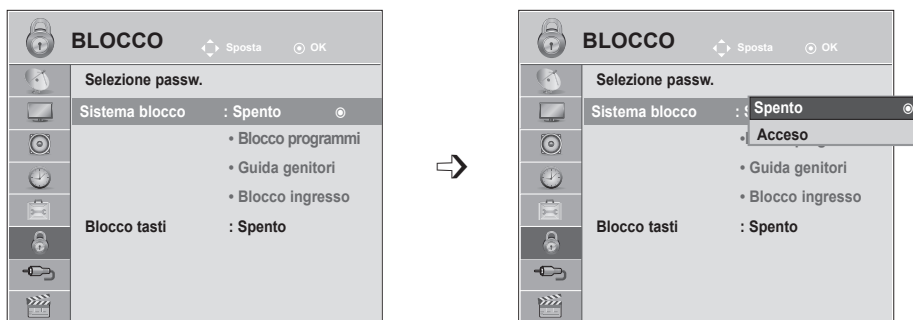 BLOCCO Sposta OK
Selezione passw.
Sistema blocco : Spento
• Blocco programmi
• Guida genitori
• Blocco ingresso
Blocco tasti : Spento
BLOCCO Sposta OK
Selezione passw.
Sistema blocco :
Spento
Acceso
• Guida genitori
• Blocco ingresso
Blocco tasti : Spento